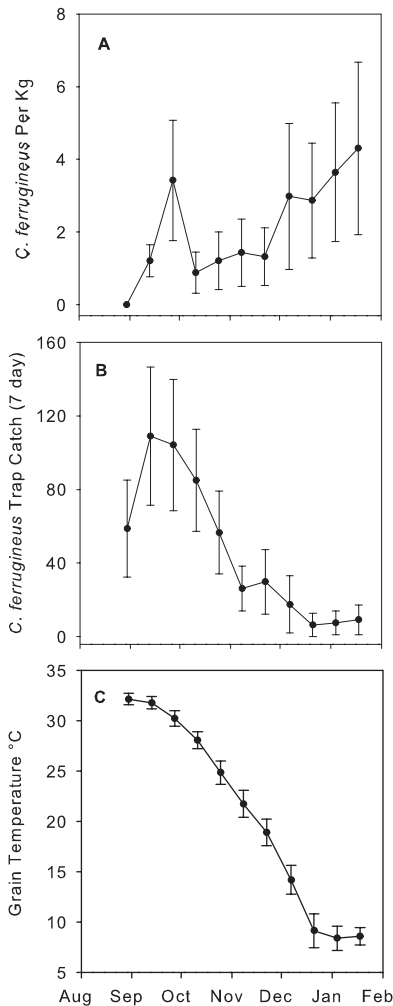 A
C. ferrugineus Per Kg
8
6
4
2
0
B
C. ferrugineus Trap Catch (7 day)
160
120
80
40
0
C
Grain Temperature °C
35
30
25
20
15
10
5
Aug Sep Oct Nov Dec Jan Feb